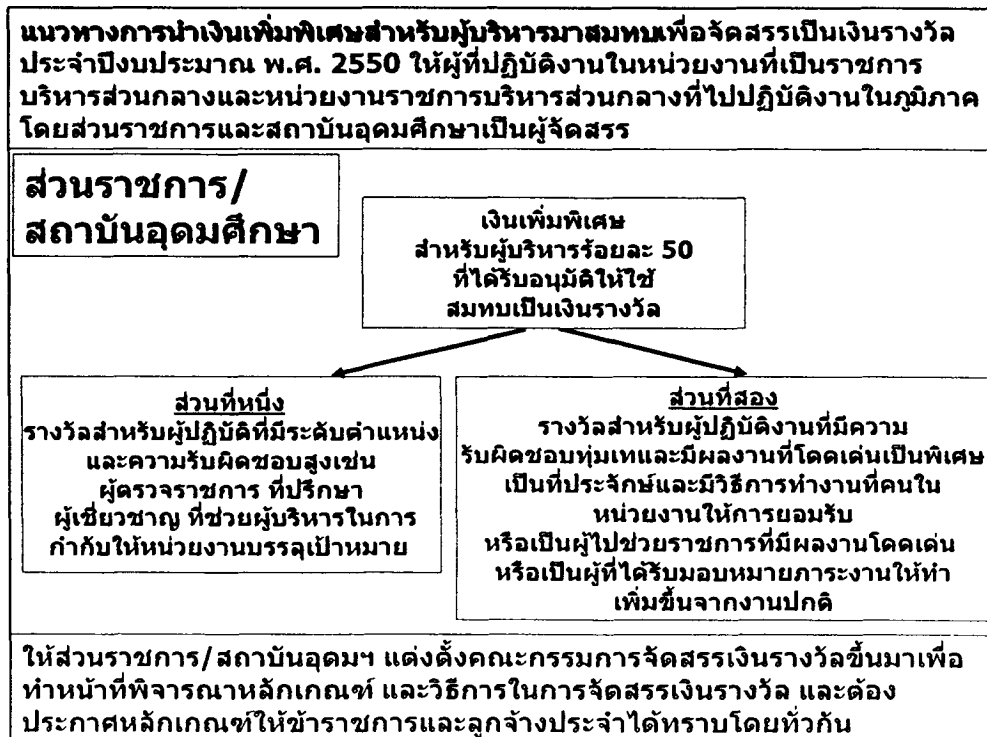 แนวทางการนำเงินเพิ่มพิเศษสำหรับผู้บริหารมาสมทบเพื่อจัดสรรเป็นเงินรางวัล
ประจำปีงบประมาณ พ.ศ. 2550 ให้ผู้ที่ปฏิบัติงานในหน่วยงานที่เป็นราชการ
บริหารส่วนกลางและหน่วยงานราชการบริหารส่วนกลางที่ไปปฏิบัติงานในภูมิภาค
โดยส่วนราชการและสถาบันอุดมศึกษาเป็นผู้จัดสรร
ส่วนราชการ/
สถาบันอุดมศึกษา
เงินเพิ่มพิเศษ
สำหรับผู้บริหารร้อยละ 50
ที่ได้รับอนุมัติให้ใช้
สมทบเป็นเงินรางวัล
ส่วนที่หนึ่ง
รางวัลสำหรับผู้ปฏิบัติที่มีระดับตำแหน่ง
และความรับผิดชอบสูงเช่น
ผู้ตรวจราชการ ที่ปรึกษา
ผู้เชี่ยวชาญ ที่ช่วยผู้บริหารในการ
กำกับให้หน่วยงานบรรลุเป้าหมาย
ส่วนที่สอง
รางวัลสำหรับผู้ปฏิบัติงานที่มีความ
รับผิดชอบทุ่มเทและมีผลงานที่โดดเด่นเป็นพิเศษ
เป็นที่ประจักษ์และมีวิธีการทำงานที่คนใน
หน่วยงานให้การยอมรับ
หรือเป็นผู้ไปช่วยราชการที่มีผลงานโดดเด่น
หรือเป็นผู้ที่ได้รับมอบหมายภาระงานให้ทำ
เพิ่มขึ้นจากงานปกติ
ให้ส่วนราชการ/สถาบันอุดมฯ แต่งตั้งคณะกรรมการจัดสรรเงินรางวัลขึ้นมาเพื่อ
ทำหน้าที่พิจารณาหลักเกณฑ์ และวิธีการในการจัดสรรเงินรางวัล และต้อง
ประกาศหลักเกณฑ์ให้ข้าราชการและลูกจ้างประจำได้ทราบโดยทั่วกัน